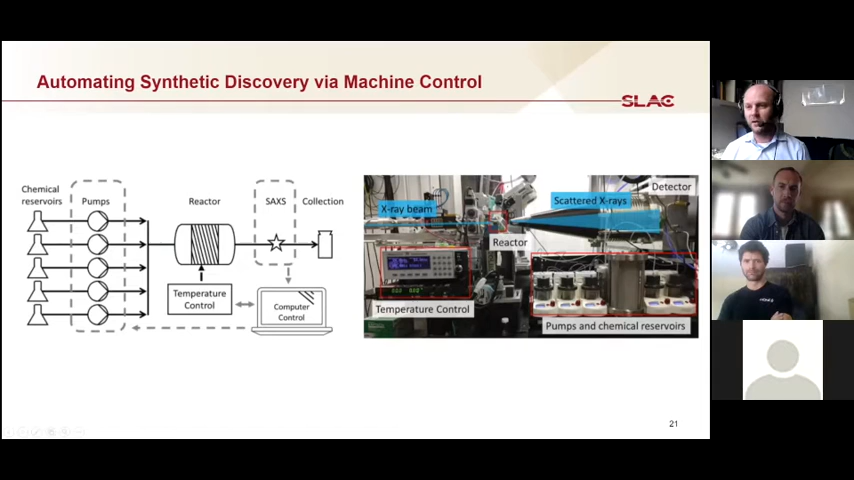 Automating Synthetic Discovery via Machine Control
SLAC
Chemical
reservoirs
Pumps
Reactor
SAXS
Collection
Temperature
Control
Computer
Control
X-ray beam
Scattered X-rays
Detector
Reactor
Temperature Control
Pumps and chemical reservoirs
21